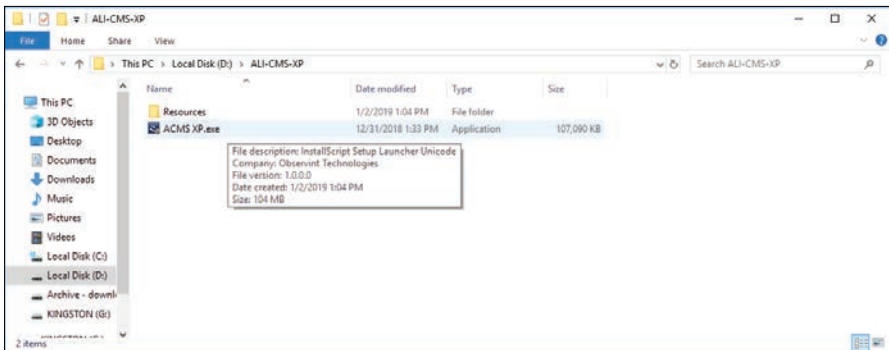 ALI-CMS-XP
File Home Share View
This PC > Local Disk (D:) > ALI-CMS-XP
Search ALI-CMS-XP
Name Date modified Type Size
This PC
3D Objects
Desktop
Documents
Downloads
Music
Pictures
Videos
Local Disk (C:)
Local Disk (D:)
Archive - downl
KINGSTON (G:)
Resources 1/2/2019 1:04 PM File folder
ACMS XP.exe 12/31/2018 1:33 PM Application 107,090 KB
File description: InstallScript Setup Launcher Unicode
Company: Observint Technologies
File version: 1.0.0.0
Date created: 1/2/2019 1:04 PM
Size: 104 MB
2 items